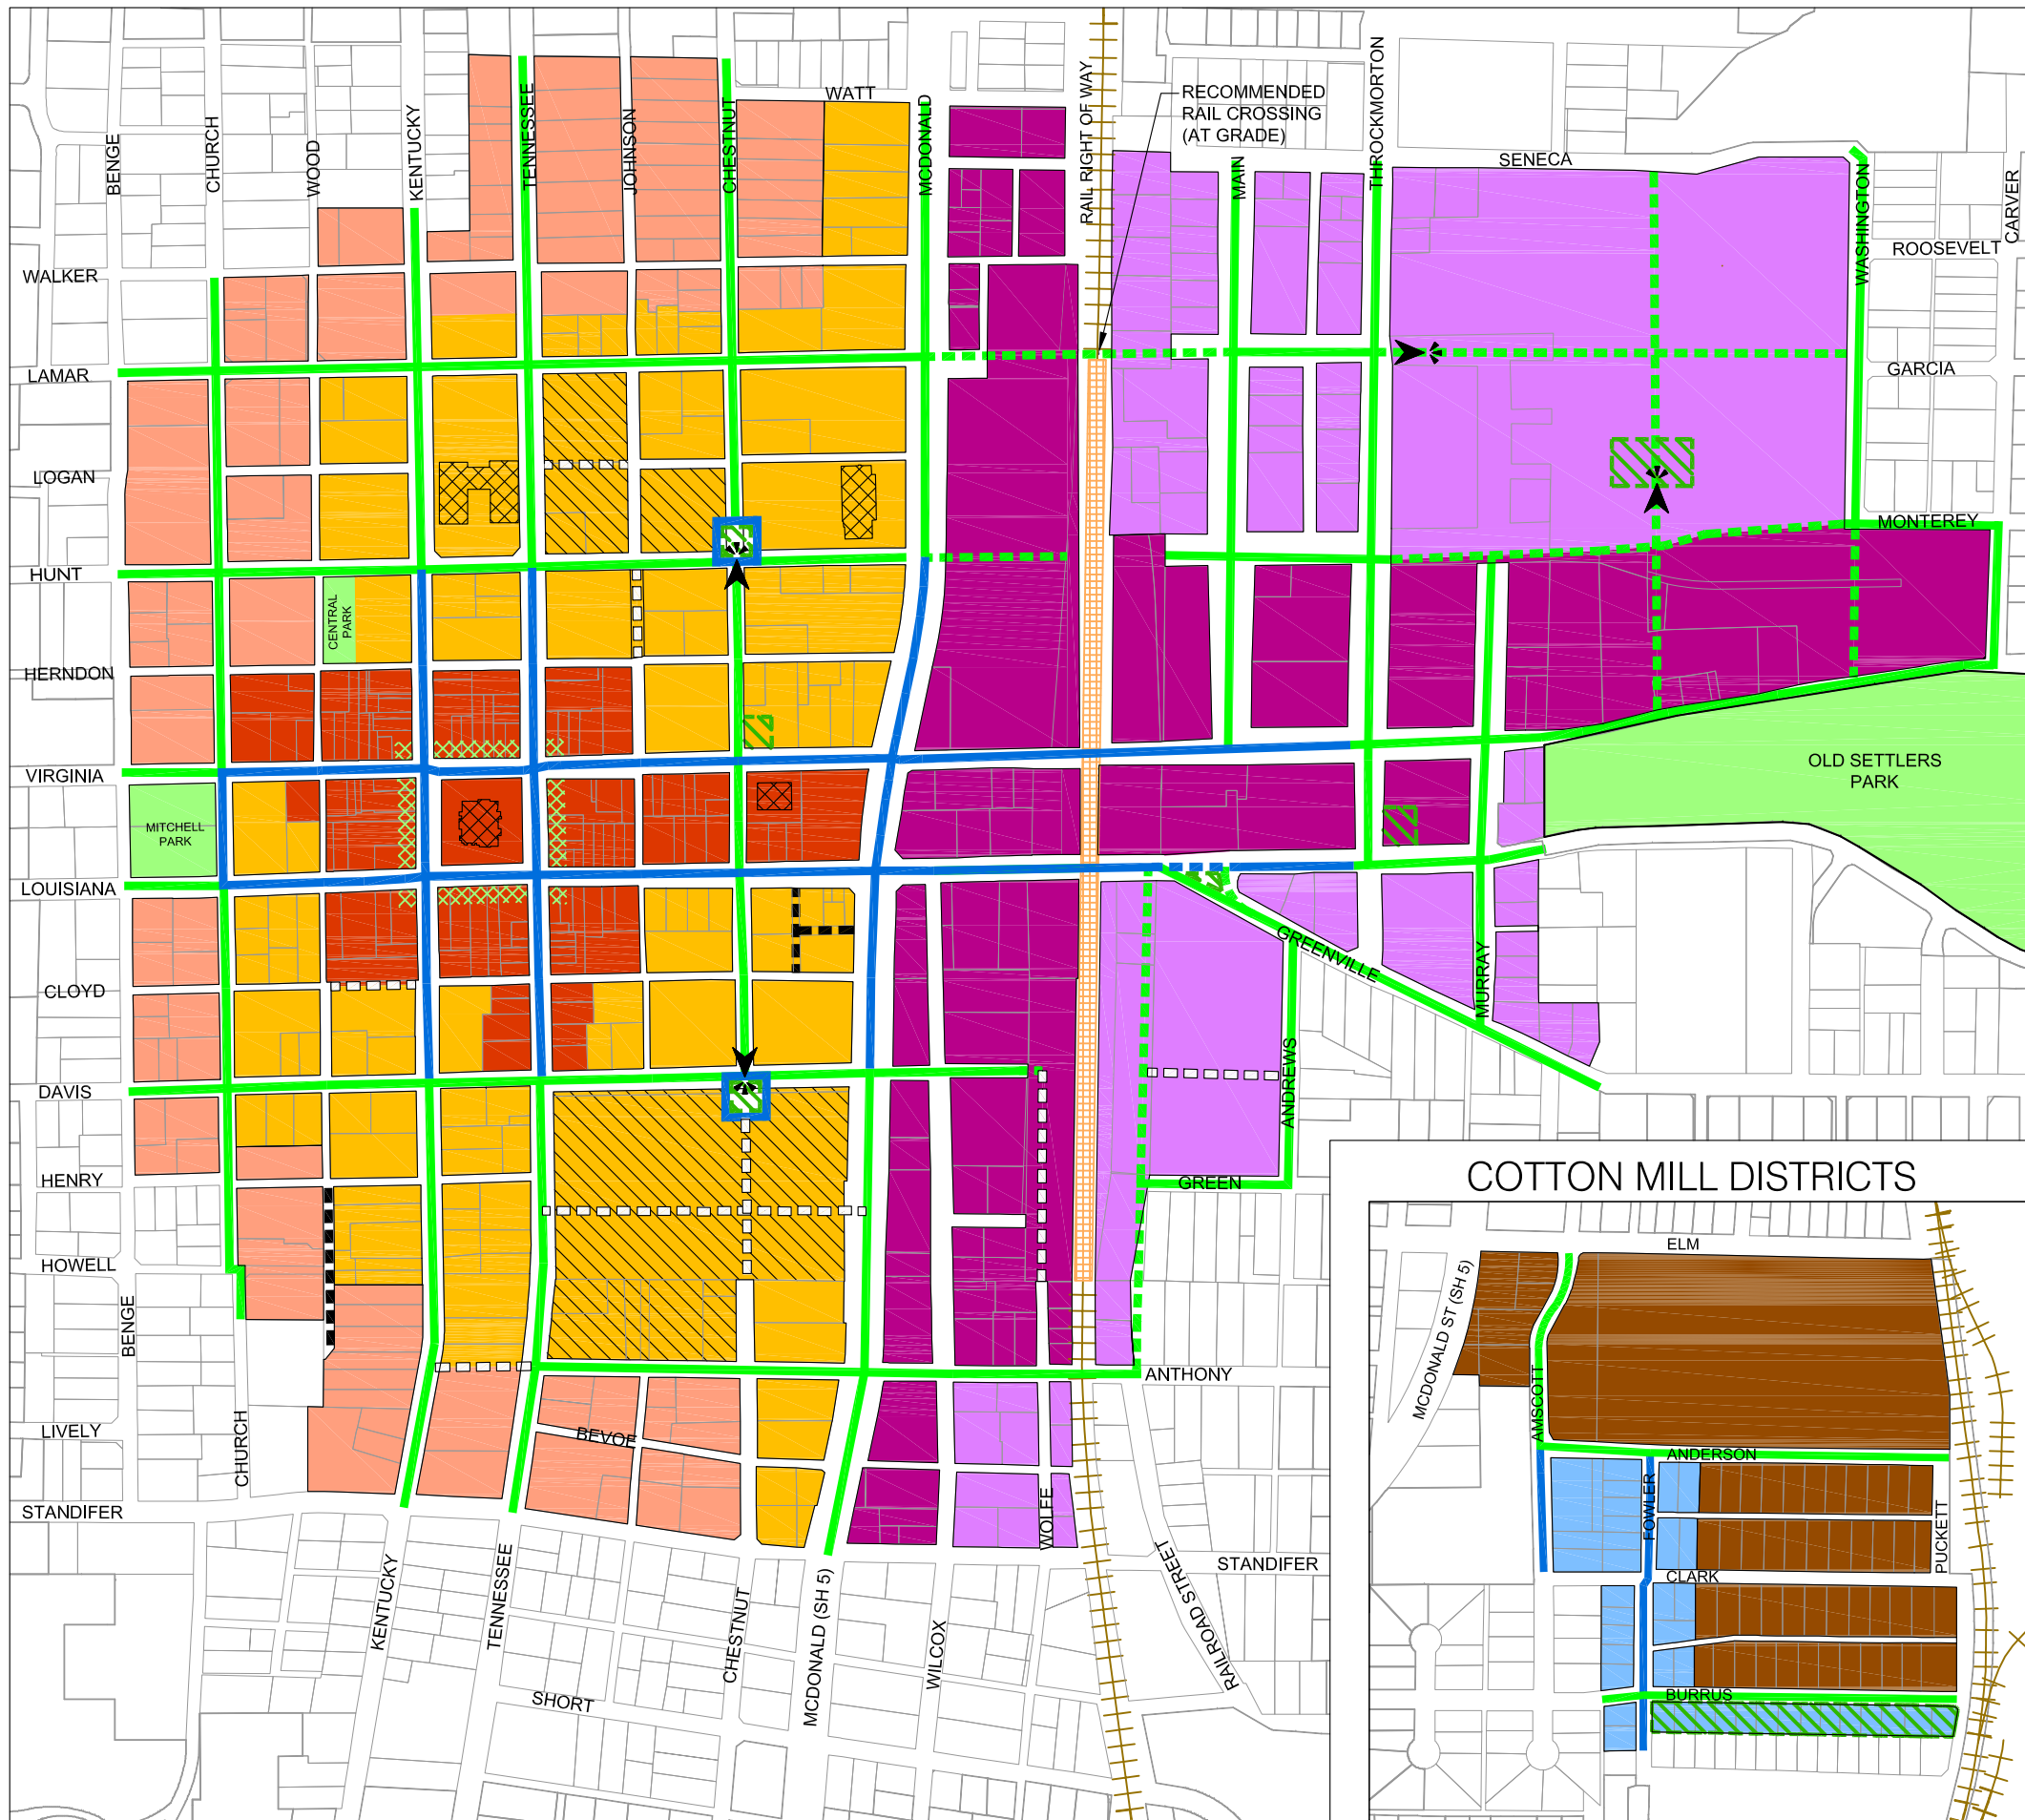 WATT
RECOMMENDED
RAIL CROSSING
(AT GRADE)
BENGE
CHURCH
WOOD
KENTUCKY
TENNESSEE
JOHNSON
CHESTNUT
MCDONALD
RAIL RIGHT OF WAY
MAIN
THROCKMORTON
SENECA
WASHINGTON
CARVER
ROOSEVELT
WALKER
LAMAR
GARCIA
LOGAN
MONTEREY
HUNT
CENTRAL
PARK
HERNDON
VIRGINIA
OLD SETTLERS
PARK
MITCHELL
PARK
LOUISIANA
GREENVILLE
MURRAY
CLOYD
DAVIS
ANDREWS
HENRY
GREEN
HOWELL
BENGE
ANTHONY
LIVELY
BEVOE
CHURCH
STANDIFER
WOLFE
STANDIFER
KENTUCKY
TENNESSEE
CHESTNUT
MCDONALD (SH 5)
WILCOX
RAILROAD STREET
SHORT
COTTON MILL DISTRICTS
ELM
MCDONALD ST (SH 5)
AMSCOTT
ANDERSON
FOWLER
PUCKETT
CLARK
BURRUS